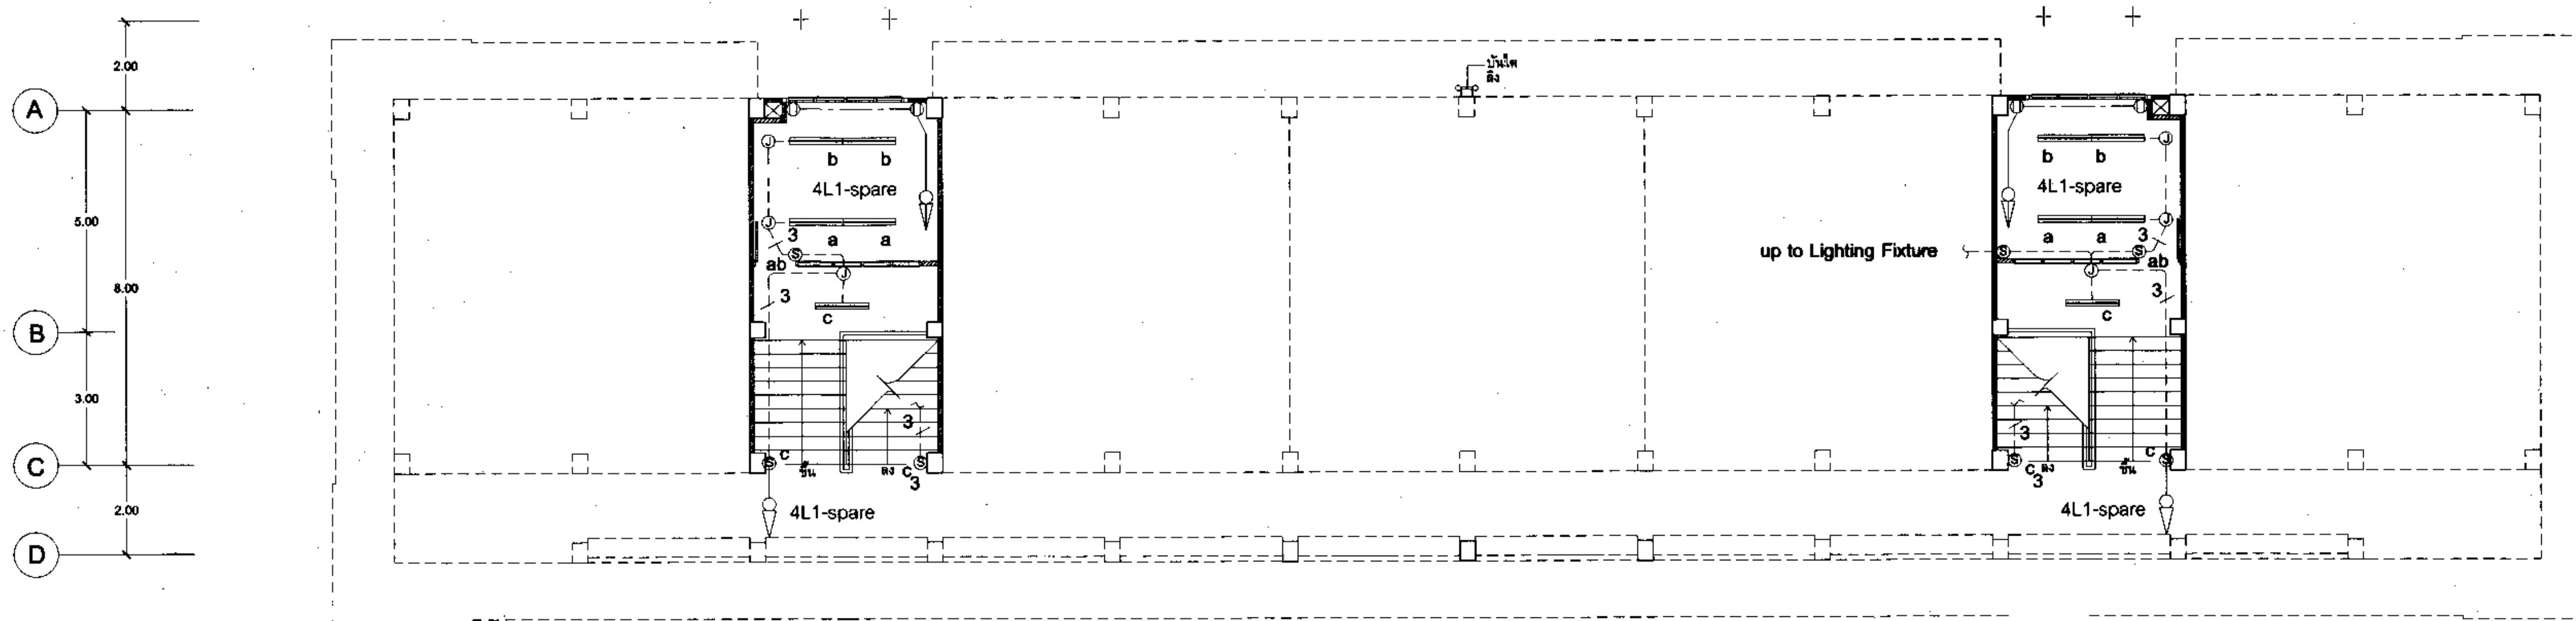 2.00
บันได
ลิง
A
J
b b
b b
J
4L1-spare
4L1-spare
5.00
J
J
3
a a
a a
3
S
up to Lighting Fixture
S
S
ab
ab
J
J
8.00
3
3
c
c
B
3.00
3
3
C
S
c
ขึ้น
ลง
c
S
3
S
c
ลง
3
ขึ้น
c
S
2.00
4L1-spare
4L1-spare
D